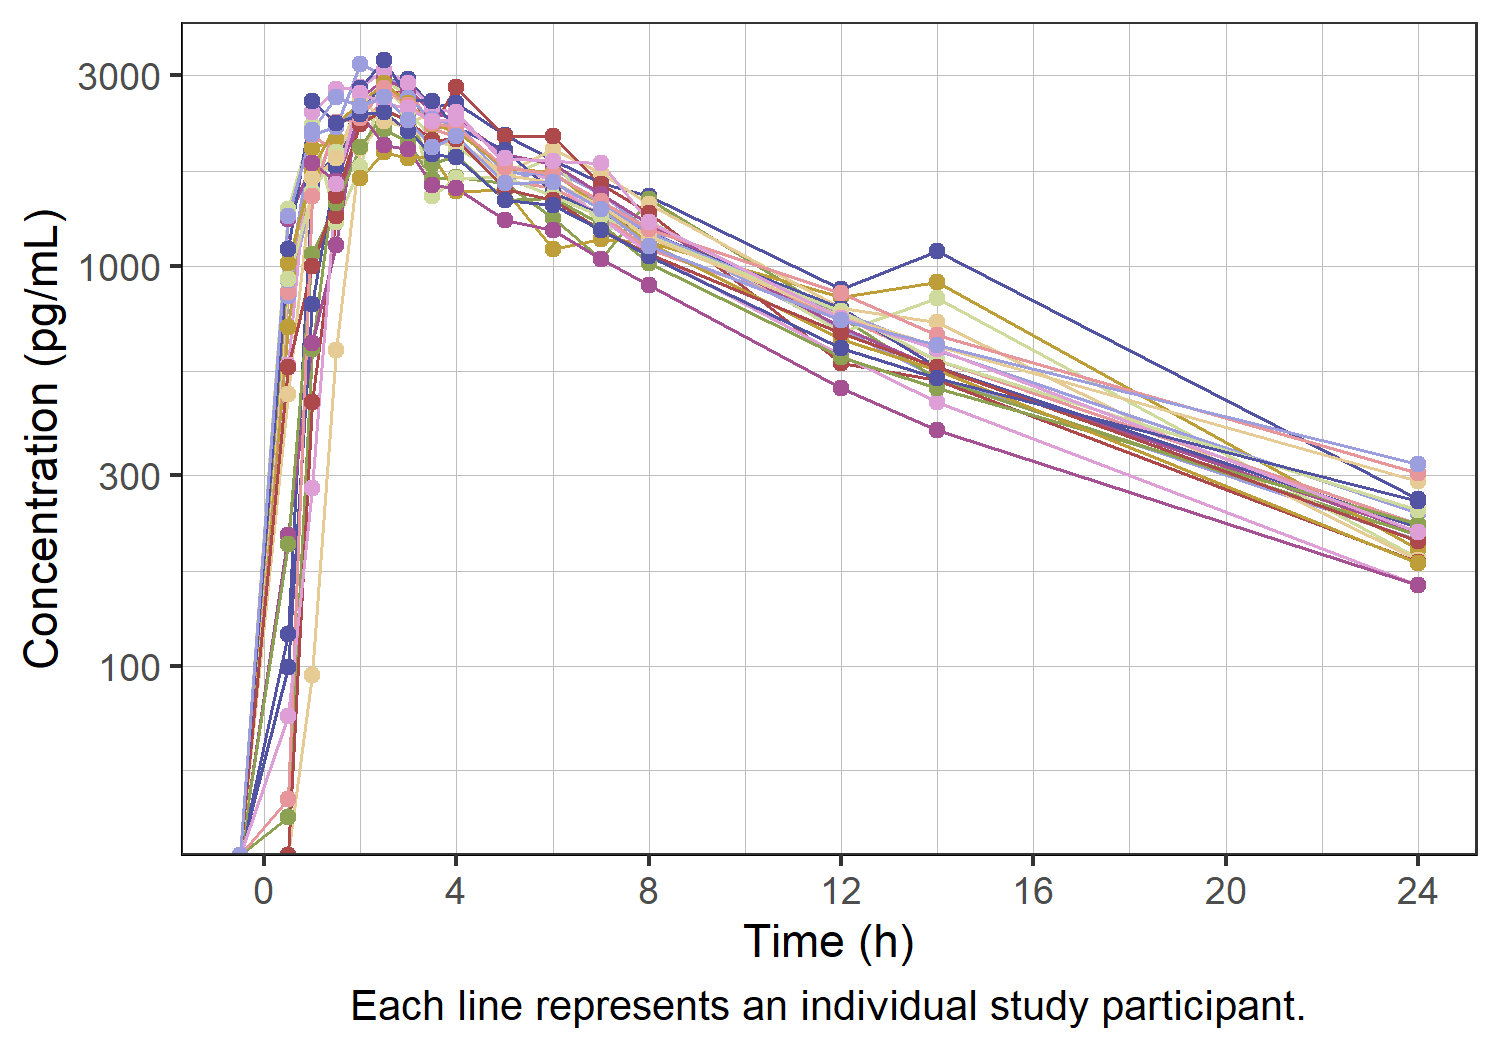 Concentration (pg/mL)
3000
1000
300
100
0 4 8 12 16 20 24
Time (h)
Each line represents an individual study participant.